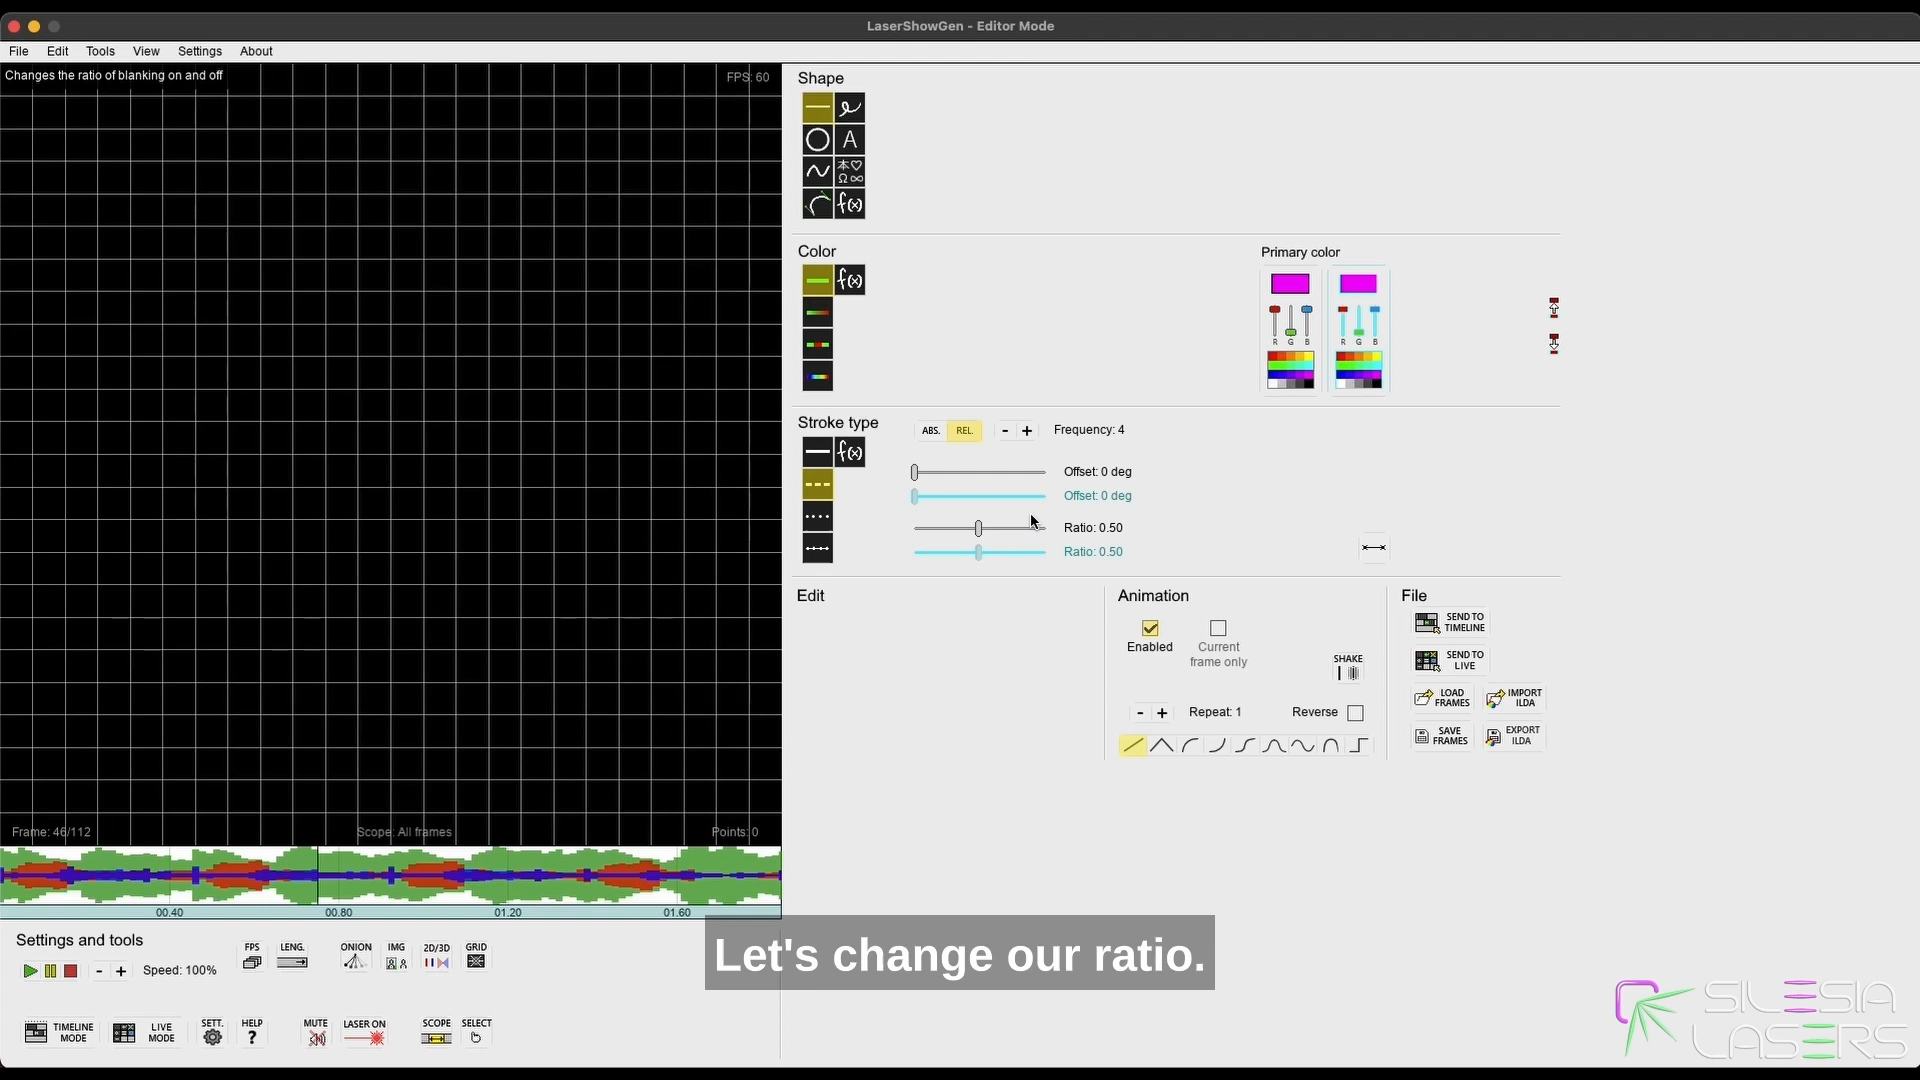 LaserShowGen - Editor Mode
File Edit Tools View Settings About
Changes the ratio of blanking on and off
FPS: 60
Shape
A
本♡
Ω∞
f(x)
Color
f(x)
Primary color
R G B
R G B
Stroke type
f(x)
ABS. REL. - + Frequency: 4
Offset: 0 deg
Offset: 0 deg
Ratio: 0.50
Ratio: 0.50
Edit
Animation
Enabled
Current
frame only
SHAKE
- + Repeat: 1 Reverse
File
SEND TO
TIMELINE
SEND TO
LIVE
LOAD
FRAMES
IMPORT
ILDA
SAVE
FRAMES
EXPORT
ILDA
Frame: 46/112
Scope: All frames
Points: 0
00.40 00.80 01.20 01.60
Settings and tools
- + Speed: 100%
FPS LENG. ONION IMG 2D/3D GRID
TIMELINE
MODE
LIVE
MODE
SETT. HELP MUTE LASER ON SCOPE SELECT
?
Let's change our ratio.
SILESIA
LASERS